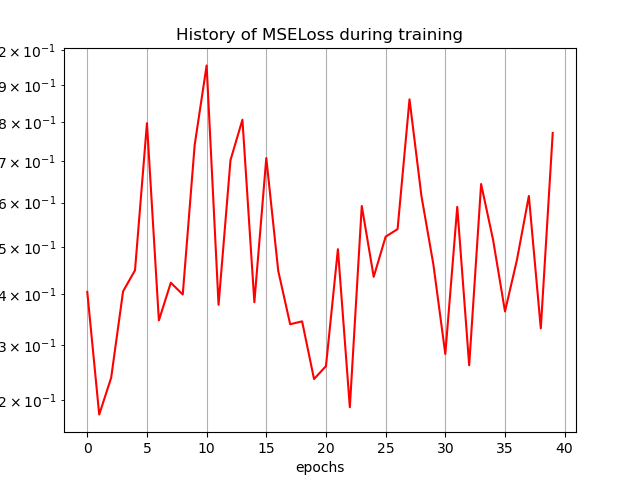 History of MSELoss during training
2 × 10⁻¹
9 × 10⁻¹
8 × 10⁻¹
7 × 10⁻¹
6 × 10⁻¹
5 × 10⁻¹
4 × 10⁻¹
3 × 10⁻¹
2 × 10⁻¹
0 5 10 15 20 25 30 35 40
epochs